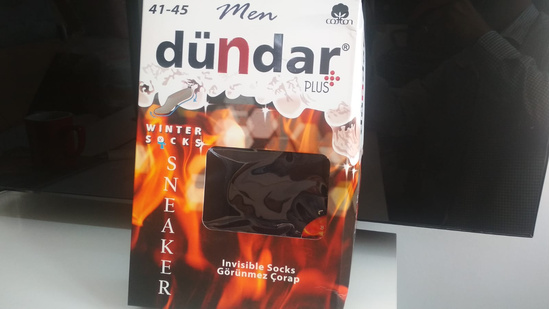 41-45
Men
cotton
dündar®
PLUS+
WINTER
SOCKS
SNEAKER
Invisible Socks
Görünmez Çorap